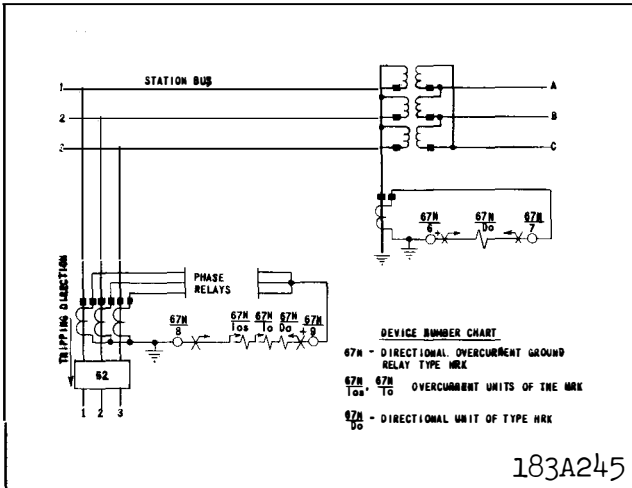 STATION BUS
1
2
3
A
B
C
67N
6
+
67N
Do
67N
7
TRIPPING DIRECTION
PHASE
RELAYS
67N
8
67N
Ios
67N
Io
67N
Do
+
67N
9
52
1 2 3
DEVICE NUMBER CHART
67N - DIRECTIONAL OVERCURRENT GROUND
RELAY TYPE HRK
67N
Ios
,
67N
Io
OVERCURRENT UNITS OF THE HRK
67N
Do
- DIRECTIONAL UNIT OF TYPE HRK
183A245